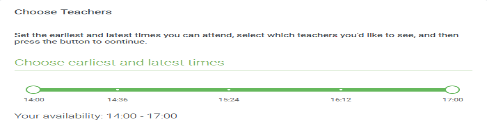 Choose Teachers
Set the earliest and latest times you can attend, select which teachers you'd like to see, and then
press the button to continue.
Choose earliest and latest times
14:00 14:36 15:24 16:12 17:00
Your availability: 14:00 - 17:00